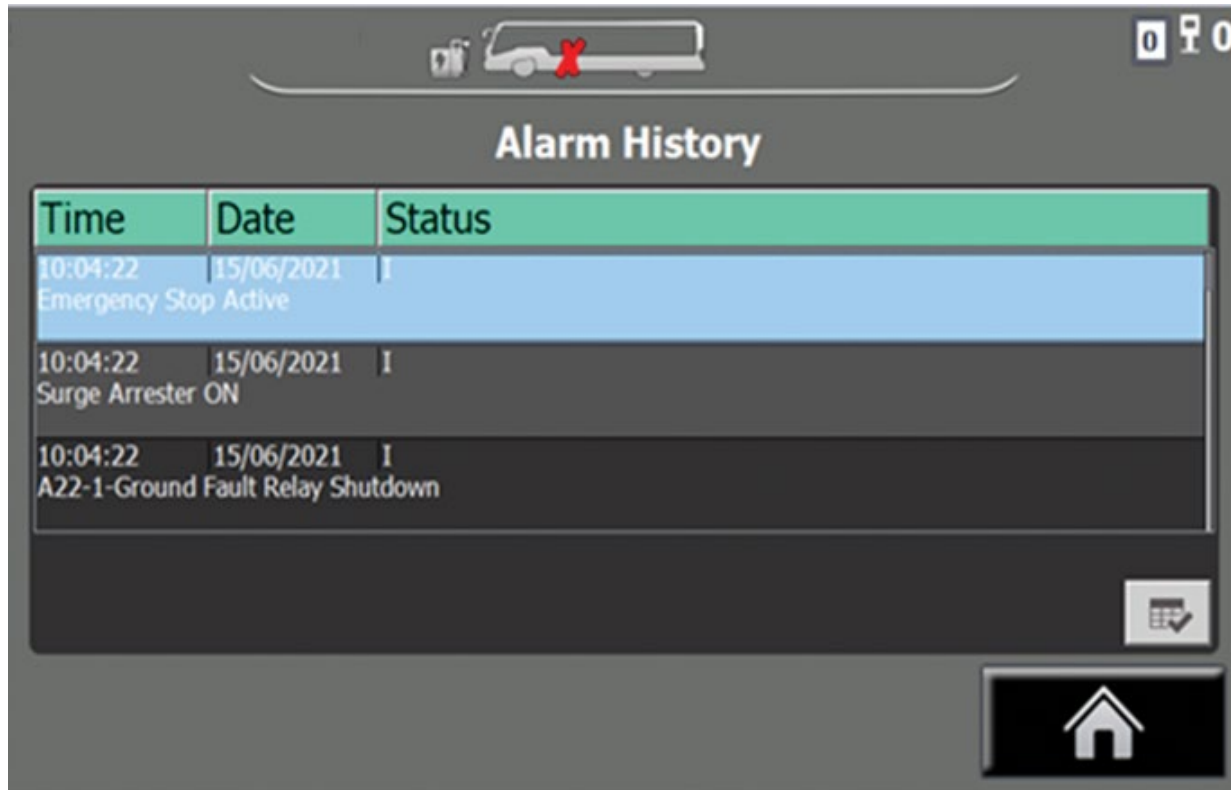 0 0
Alarm History
Time Date Status
10:04:22 15/06/2021 I
Emergency Stop Active
10:04:22 15/06/2021 I
Surge Arrester ON
10:04:22 15/06/2021 I
A22-1-Ground Fault Relay Shutdown